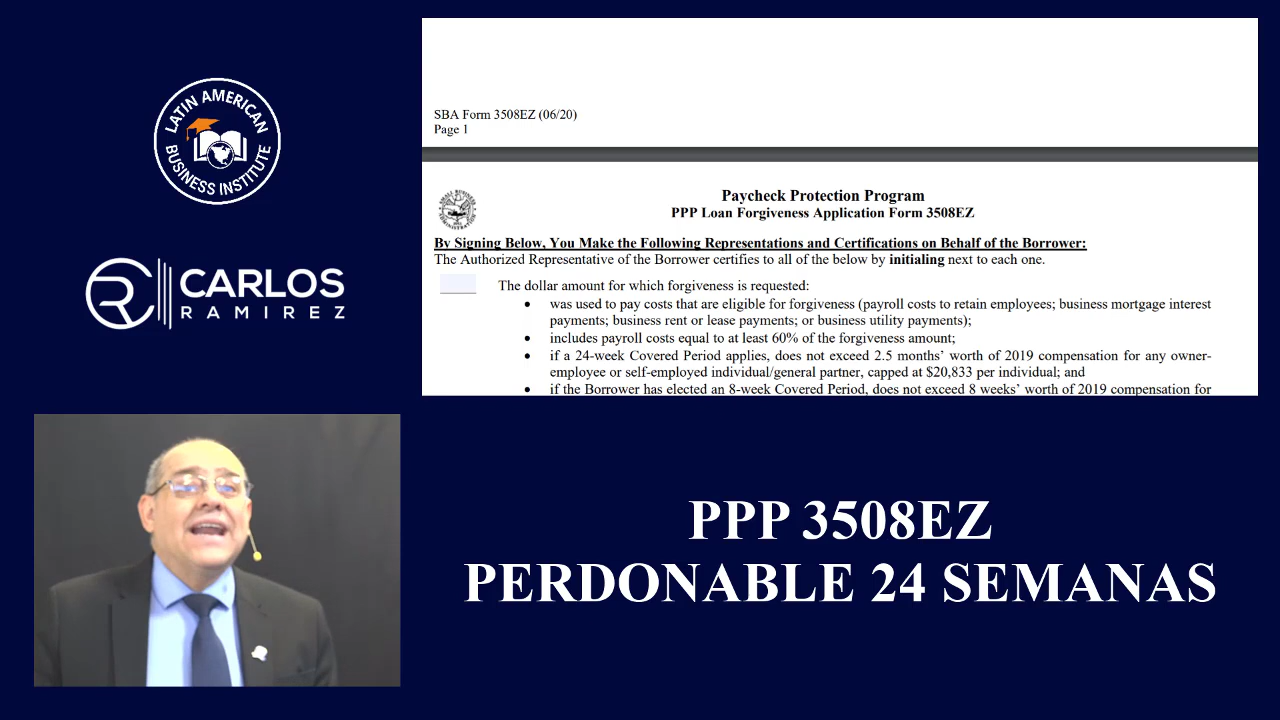 LATIN AMERICAN
BUSINESS INSTITUTE
CARLOS
RAMIREZ
SBA Form 3508EZ (06/20)
Page 1
Paycheck Protection Program
PPP Loan Forgiveness Application Form 3508EZ
By Signing Below, You Make the Following Representations and Certifications on Behalf of the Borrower:
The Authorized Representative of the Borrower certifies to all of the below by initialing next to each one.
The dollar amount for which forgiveness is requested:
• was used to pay costs that are eligible for forgiveness (payroll costs to retain employees; business mortgage interest
payments; business rent or lease payments; or business utility payments);
• includes payroll costs equal to at least 60% of the forgiveness amount;
• if a 24-week Covered Period applies, does not exceed 2.5 months’ worth of 2019 compensation for any owner-
employee or self-employed individual/general partner, capped at $20,833 per individual; and
• if the Borrower has elected an 8-week Covered Period, does not exceed 8 weeks’ worth of 2019 compensation for
PPP 3508EZ
PERDONABLE 24 SEMANAS